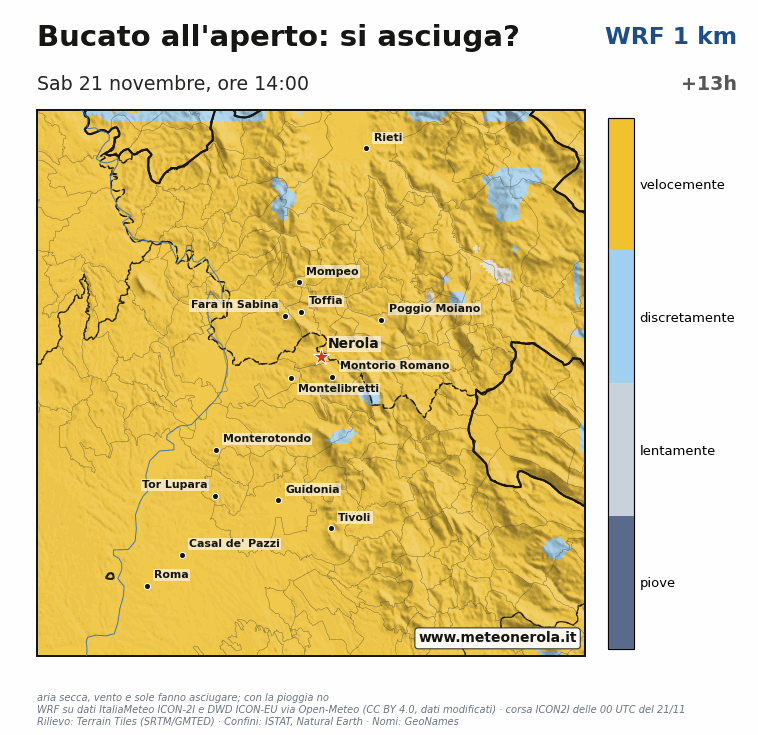 Bucato all'aperto: si asciuga?
WRF 1 km
Sab 21 novembre, ore 14:00
+13h
Rieti
velocemente
Mompeo
Toffia
Fara in Sabina
Poggio Moiano
discretamente
Nerola
Montorio Romano
Montelibretti
Monterotondo
lentamente
Tor Lupara
Guidonia
Tivoli
Casal de' Pazzi
Roma
piove
www.meteonerola.it
aria secca, vento e sole fanno asciugare; con la pioggia no
WRF su dati ItaliaMeteo ICON-2I e DWD ICON-EU via Open-Meteo (CC BY 4.0, dati modificati) · corsa ICON2I delle 00 UTC del 21/11
Rilievo: Terrain Tiles (SRTM/GMTED) · Confini: ISTAT, Natural Earth · Nomi: GeoNames